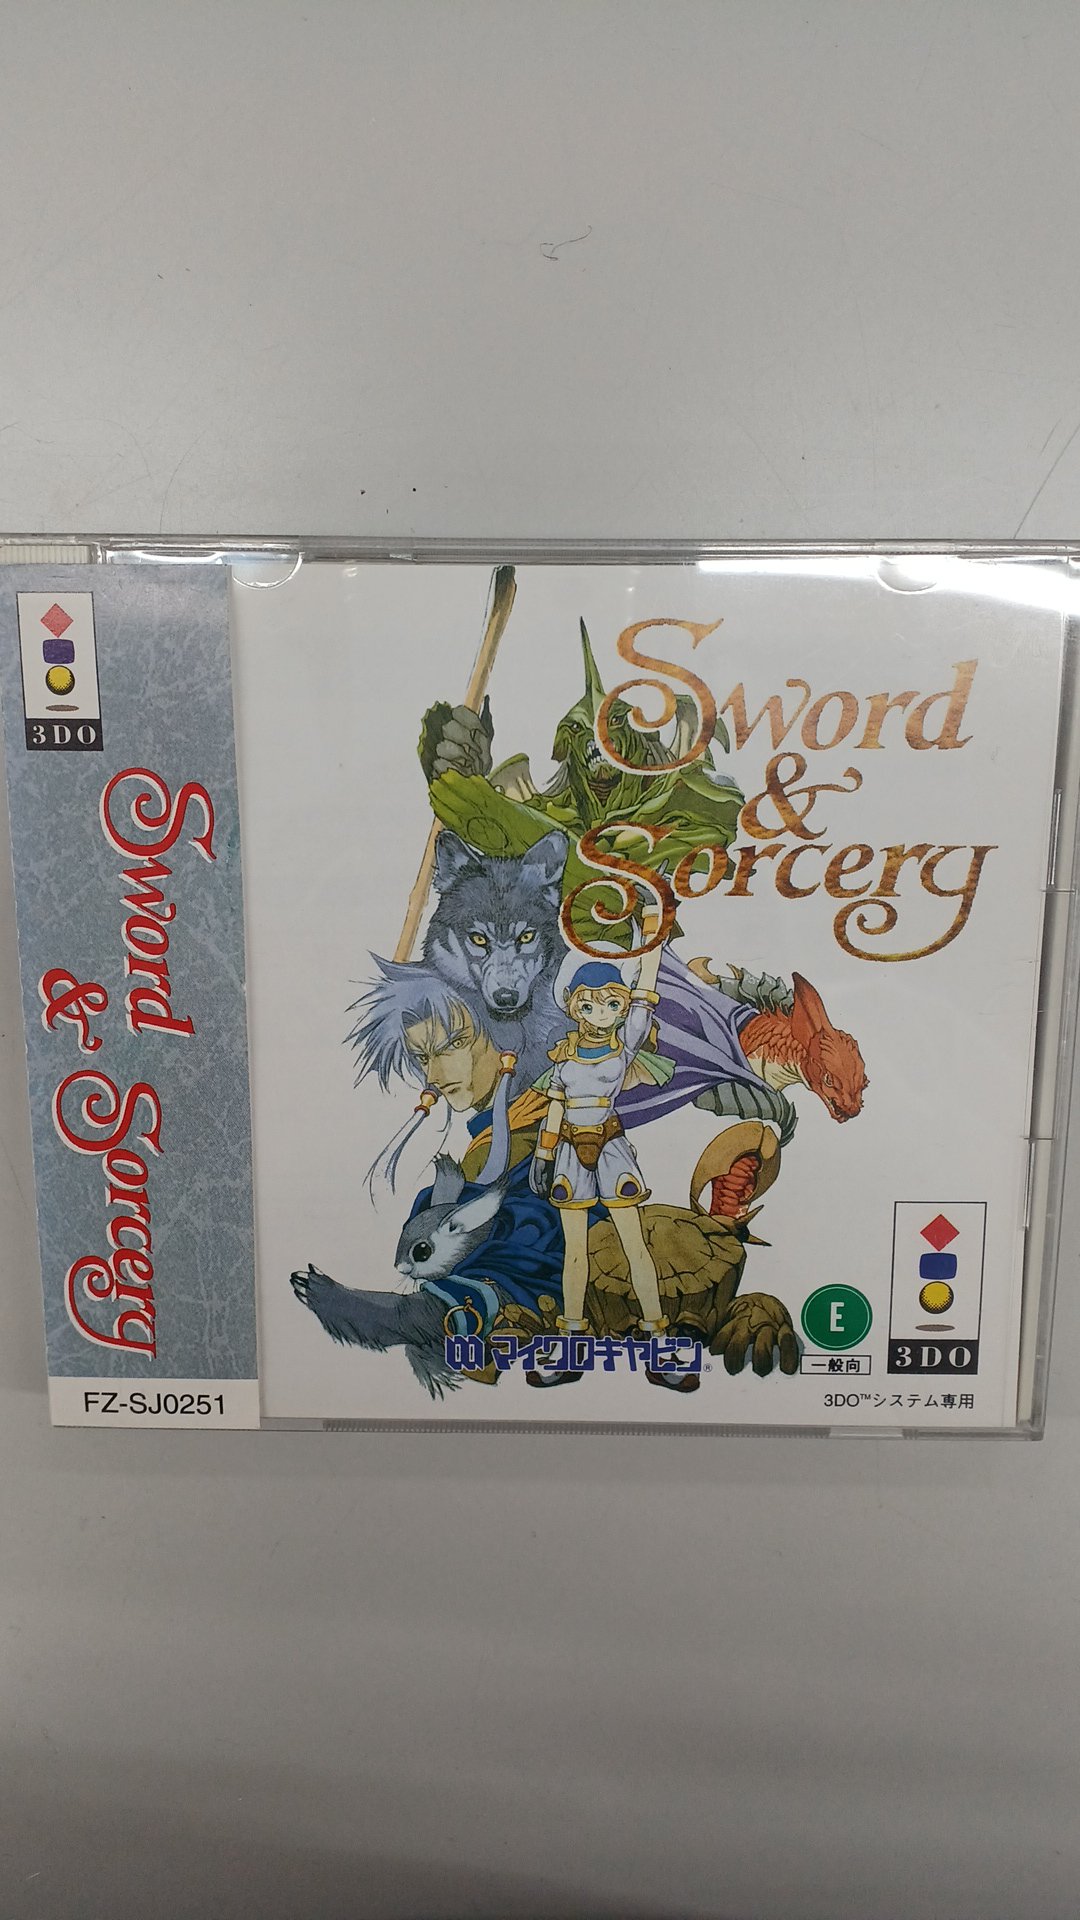 3DO
Sword
& Sorcery
FZ-SJ0251
Sword
&
Sorcery
マイクロキャビン®
E
一般向
3DO
3DO™システム専用